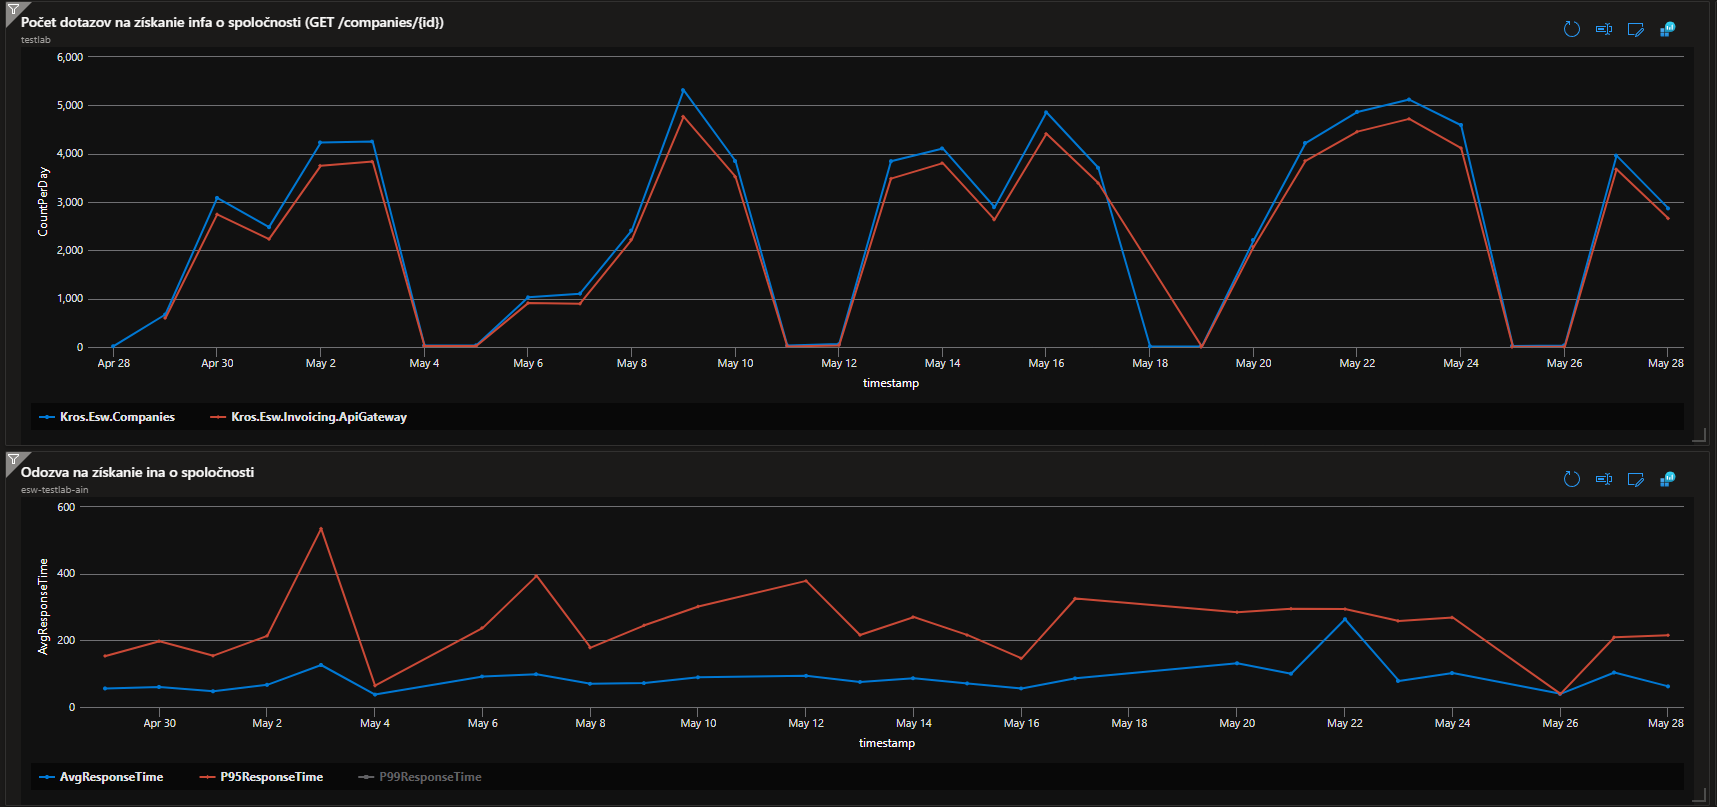 Počet dotazov na získanie infa o spoločnosti (GET /companies/{id})
testlab
6,000
5,000
4,000
3,000
2,000
1,000
0
CountPerDay
Apr 28 Apr 30 May 2 May 4 May 6 May 8 May 10 May 12 May 14 May 16 May 18 May 20 May 22 May 24 May 26 May 28
timestamp
Kros.Esw.Companies Kros.Esw.Invoicing.ApiGateway
Odozva na získanie ina o spoločnosti
esw-testlab-ain
600
400
200
0
AvgResponseTime
Apr 30 May 2 May 4 May 6 May 8 May 10 May 12 May 14 May 16 May 18 May 20 May 22 May 24 May 26 May 28
timestamp
AvgResponseTime P95ResponseTime P99ResponseTime